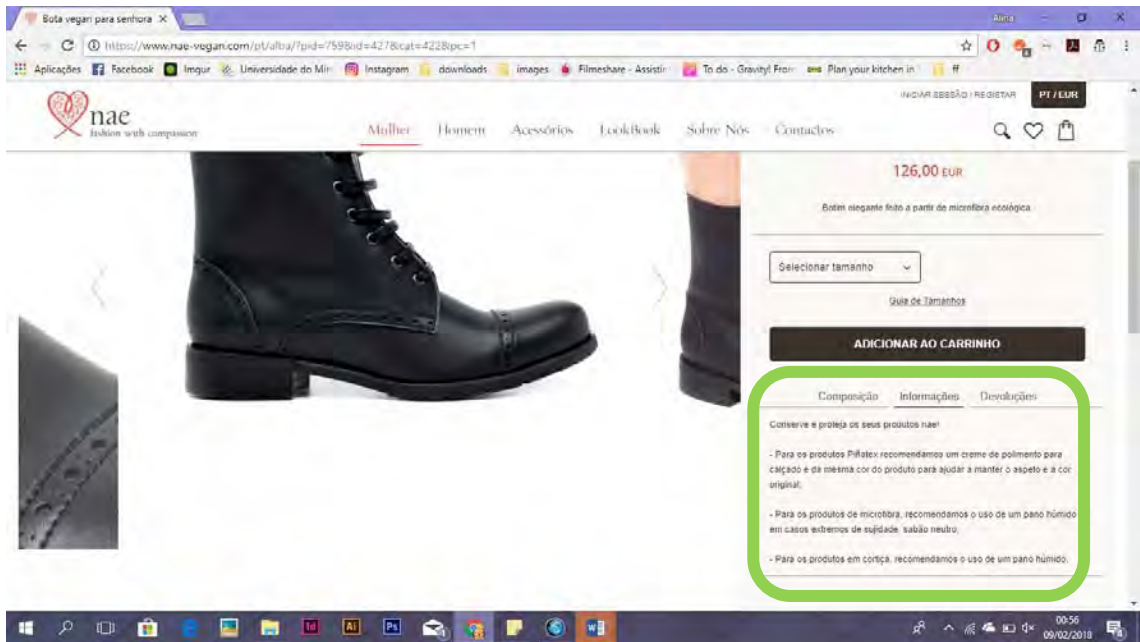 Bota vegan para senhora
Anna
https://www.nae-vegan.com/pt/alba/?pid=759&id=427&cat=422&pc=1
Aplicações Facebook Imgur Universidade do Min Instagram downloads images Filmeshare - Assistir To do - Gravity! From Plan your kitchen in ff
INICIAR SESSÃO / REGISTAR PT / EUR
nae
fashion with compassion
Mulher Homem Acessórios LookBook Sobre Nós Contactos
126,00 EUR
Botim elegante feito a partir de microfibra ecológica.
Selecionar tamanho
Guia de Tamanhos
ADICIONAR AO CARRINHO
Composição Informações Devoluções
Conserve e proteja os seus produtos nae!
- Para os produtos Piñatex recomendamos um creme de polimento para
calçado e da mesma cor do produto para ajudar a manter o aspeto e a cor
original;
- Para os produtos de microfibra, recomendamos o uso de um pano húmido
em casos extremos de sujidade, sabão neutro;
- Para os produtos em cortiça, recomendamos o uso de um pano húmido.
Id Ai Ps
00:56
09/02/2018